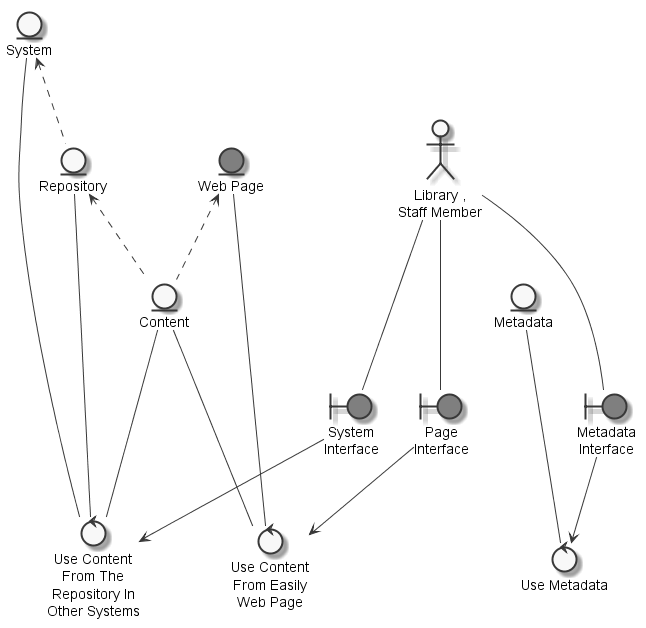 System
Repository
Web Page
Library ,
Staff Member
Content
Metadata
System
Interface
Page
Interface
Metadata
Interface
Use Content
From The
Repository In
Other Systems
Use Content
From Easily
Web Page
Use Metadata